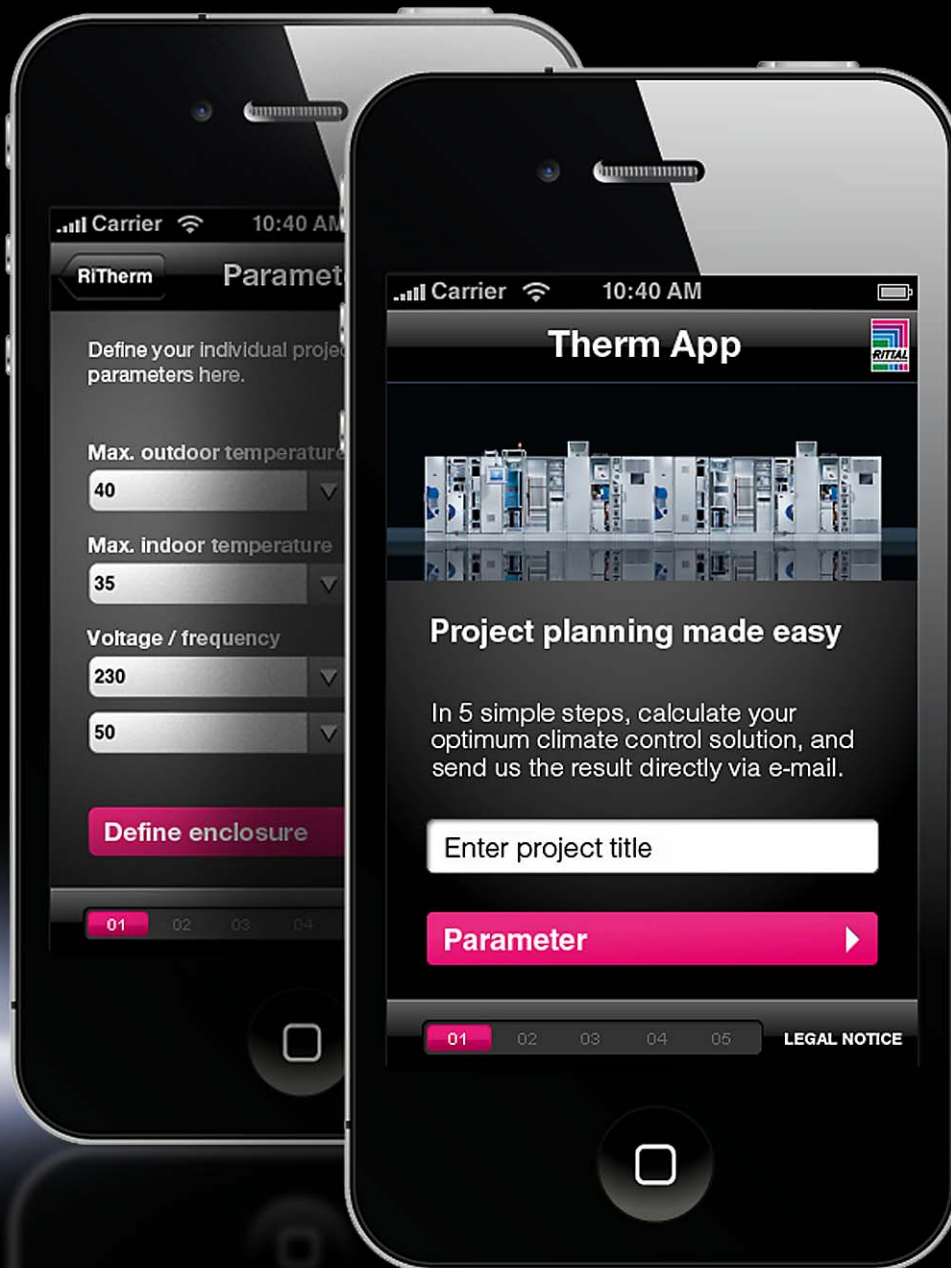 Carrier 10:40 AM
RiTherm
Define your individual
parameters here.
Max. outdoor temperature
40
Max. indoor temperature
35
Voltage / frequency
230
50
Define enclosure
01 02 03 04
Carrier 10:40 AM
Therm App
RITTAL
Project planning made easy
In 5 simple steps, calculate your
optimum climate control solution, and
send us the result directly via e-mail.
Enter project title
Parameter
01 02 03 04 05 LEGAL NOTICE